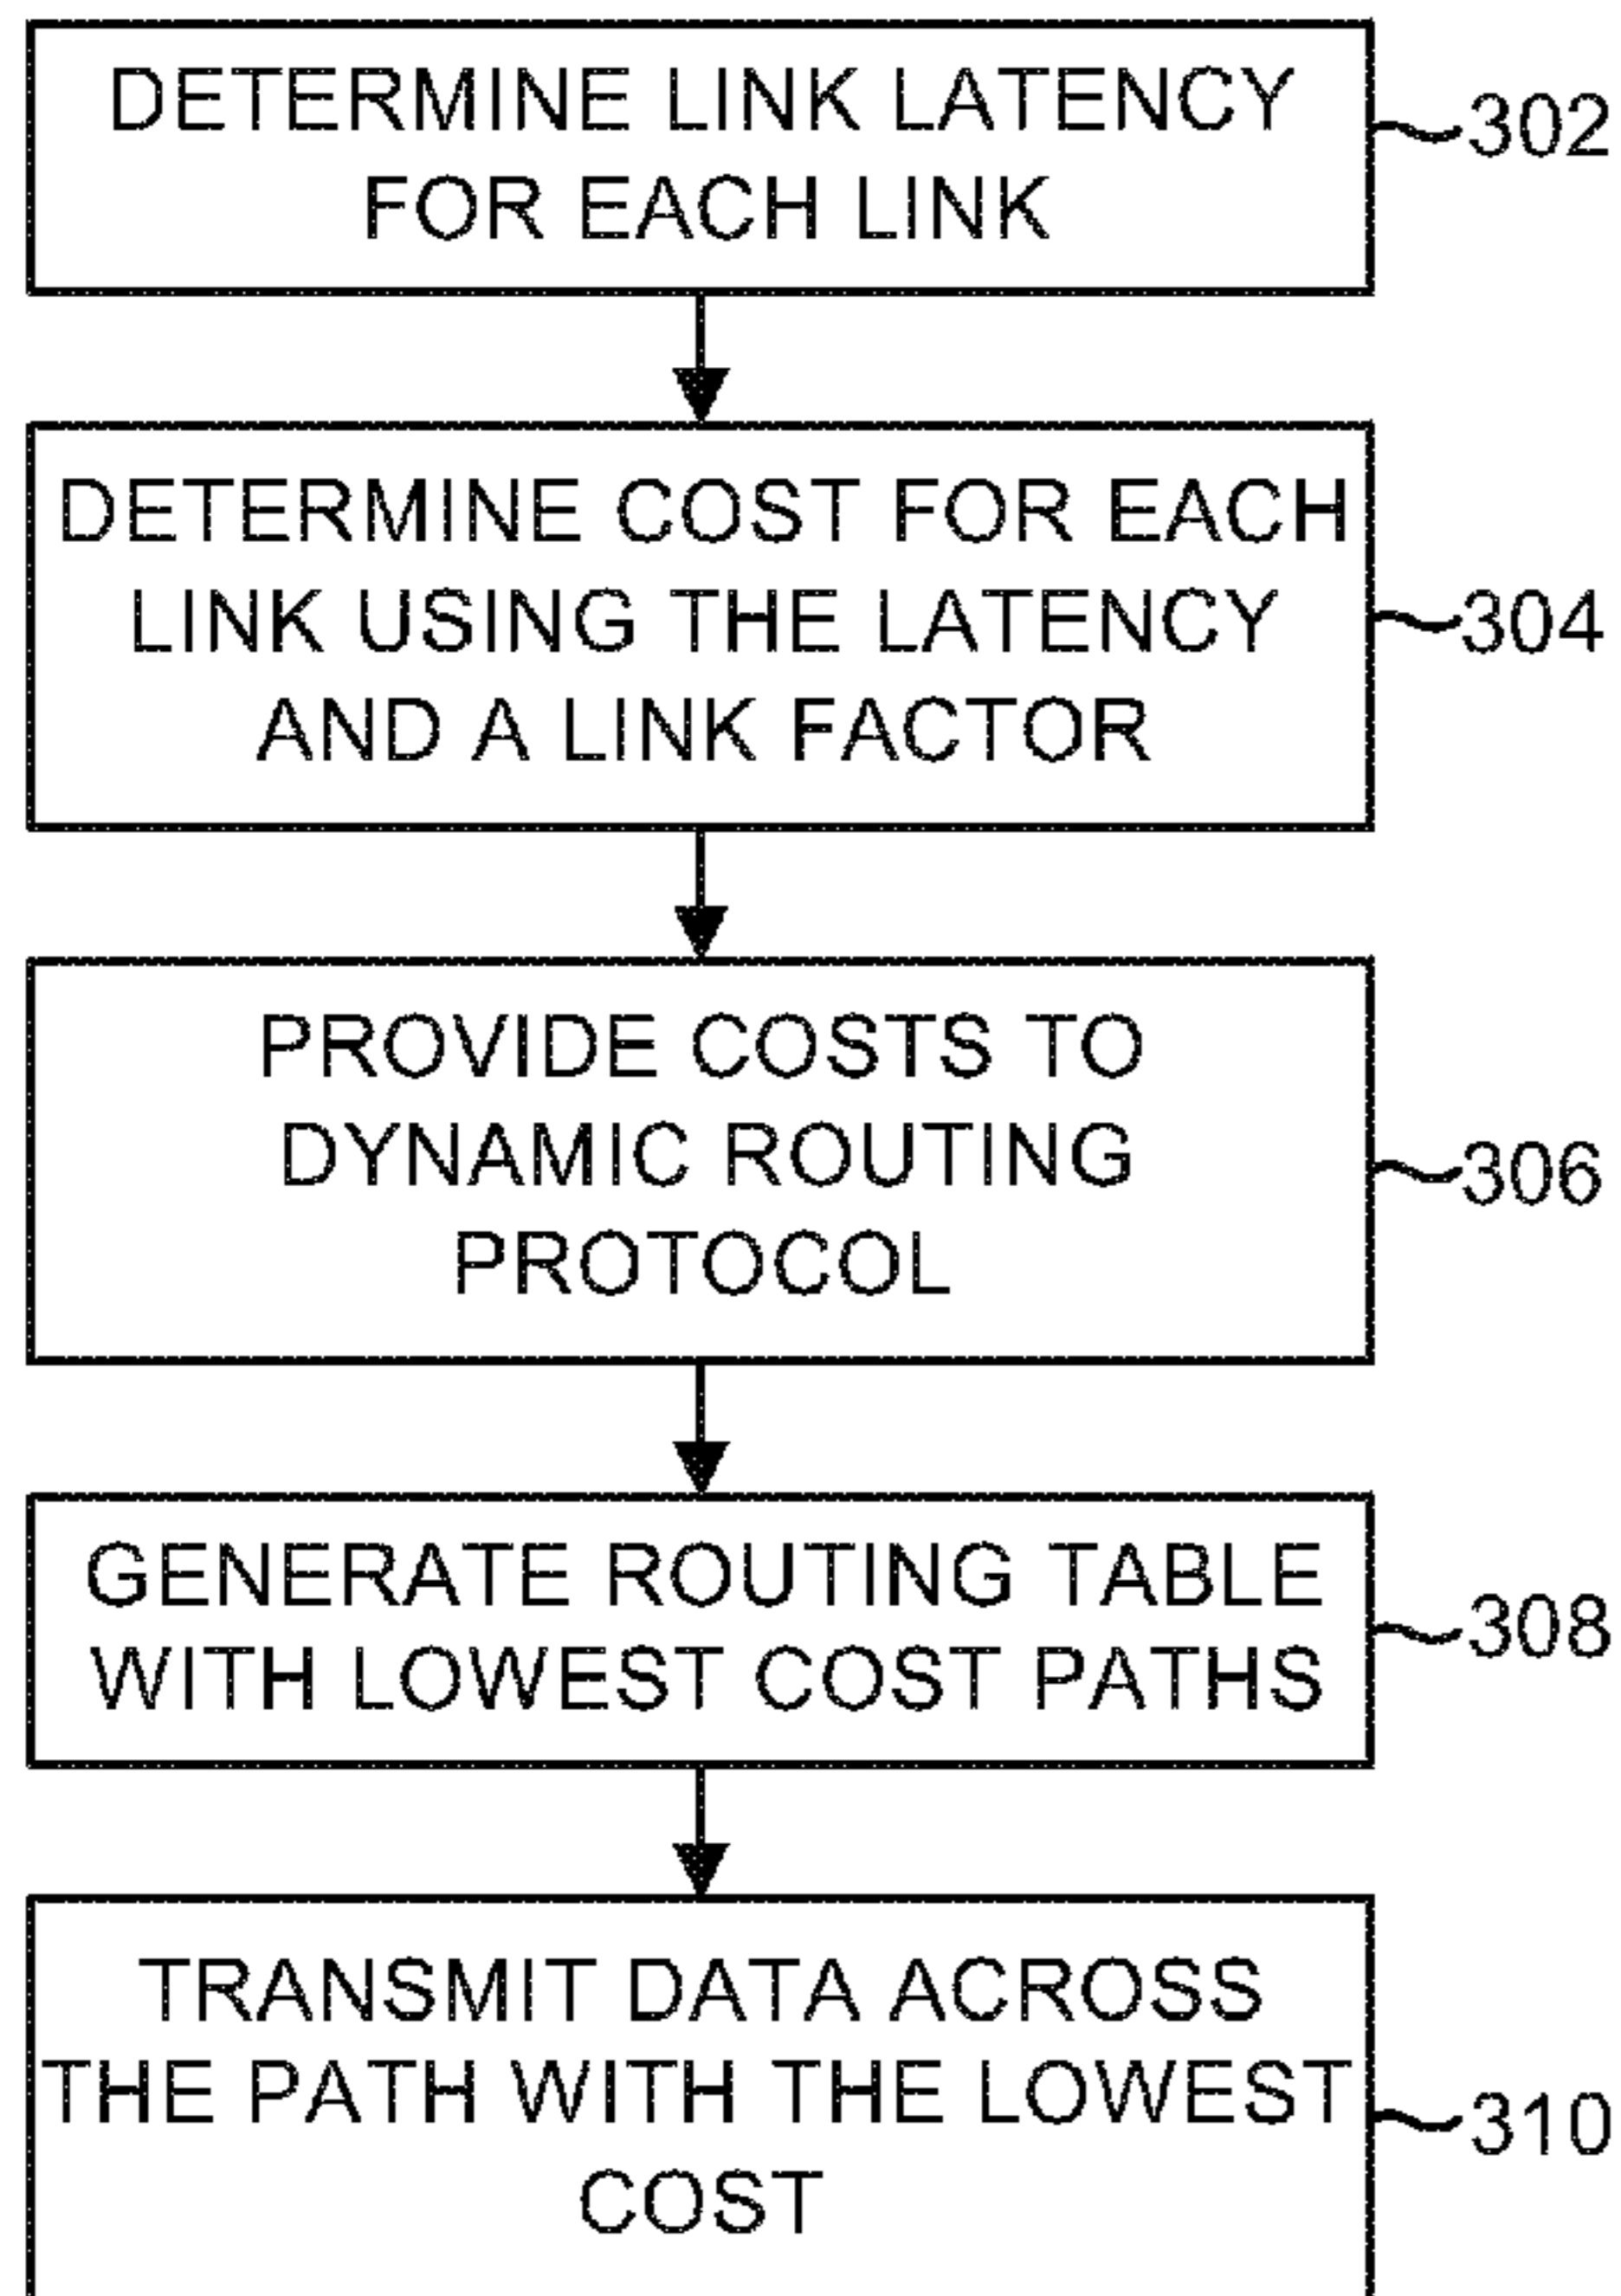 DETERMINE LINK LATENCY
FOR EACH LINK
302
DETERMINE COST FOR EACH
LINK USING THE LATENCY
AND A LINK FACTOR
304
PROVIDE COSTS TO
DYNAMIC ROUTING
PROTOCOL
306
GENERATE ROUTING TABLE
WITH LOWEST COST PATHS
308
TRANSMIT DATA ACROSS
THE PATH WITH THE LOWEST
COST
310